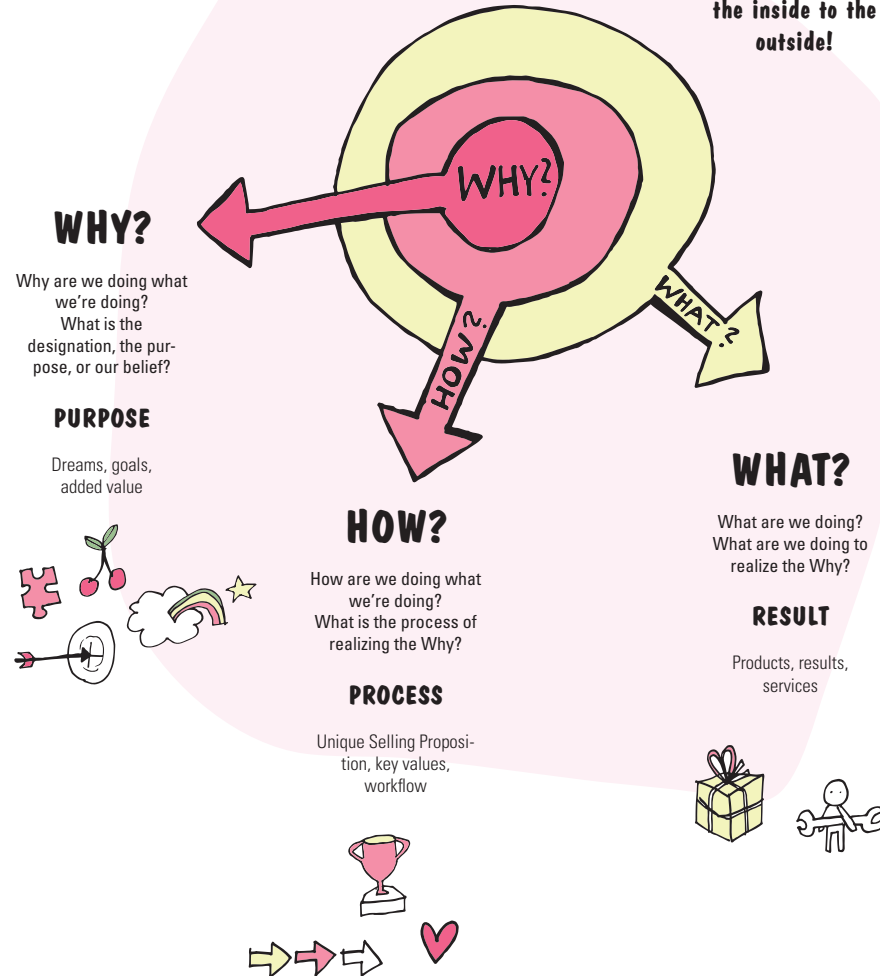 the inside to the
outside!
WHY?
HOW?
WHAT?
WHY?
Why are we doing what
we're doing?
What is the
designation, the pur-
pose, or our belief?
PURPOSE
Dreams, goals,
added value
HOW?
How are we doing what
we're doing?
What is the process of
realizing the Why?
PROCESS
Unique Selling Proposi-
tion, key values,
workflow
WHAT?
What are we doing?
What are we doing to
realize the Why?
RESULT
Products, results,
services